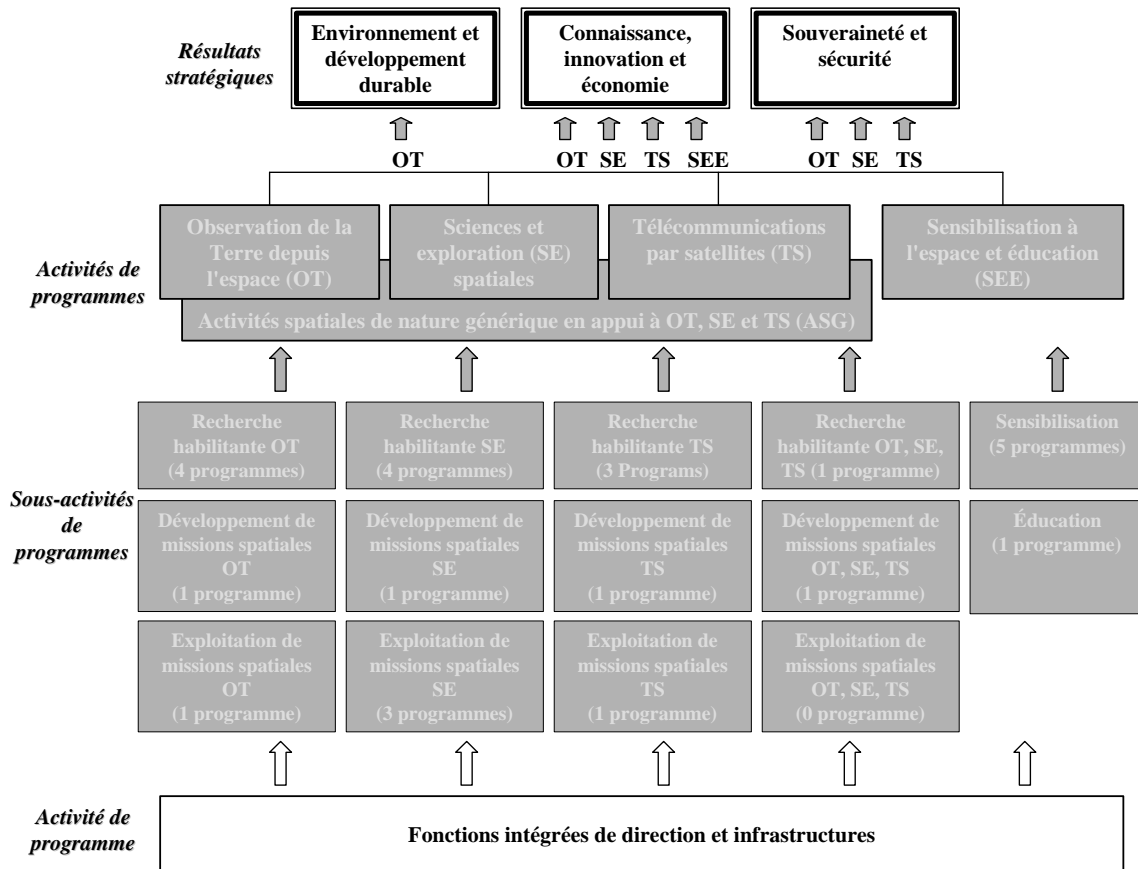 Résultats
stratégiques
Environnement et
développement
durable
Connaissance,
innovation et
économie
Souveraineté et
sécurité
OT
OT SE TS SEE
OT SE TS
Activités de
programmes
Observation de la
Terre depuis
l'espace (OT)
Sciences et
exploration (SE)
spatiales
Télécommunications
par satellites (TS)
Sensibilisation à
l'espace et éducation
(SEE)
Activités spatiales de nature générique en appui à OT, SE et TS (ASG)
Sous-activités
de
programmes
Recherche
habilitante OT
(4 programmes)
Recherche
habilitante SE
(4 programmes)
Recherche
habilitante TS
(3 Programs)
Recherche
habilitante OT, SE,
TS (1 programme)
Sensibilisation
(5 programmes)
Développement de
missions spatiales
OT
(1 programme)
Développement de
missions spatiales
SE
(1 programme)
Développement de
missions spatiales
TS
(1 programme)
Développement de
missions spatiales
OT, SE, TS
(1 programme)
Éducation
(1 programme)
Exploitation de
missions spatiales
OT
(1 programme)
Exploitation de
missions spatiales
SE
(3 programmes)
Exploitation de
missions spatiales
TS
(1 programme)
Exploitation de
missions spatiales
OT, SE, TS
(0 programme)
Activité de
programme
Fonctions intégrées de direction et infrastructures